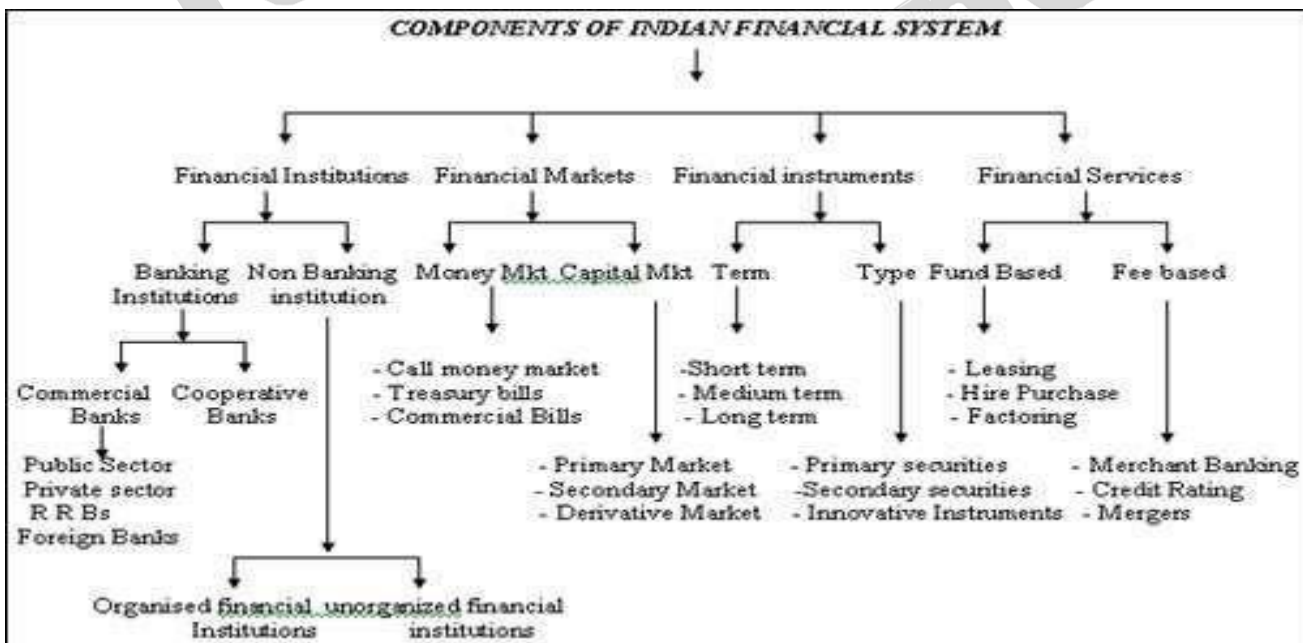 COMPONENTS OF INDIAN FINANCIAL SYSTEM
Financial Institutions
Financial Markets
Financial instruments
Financial Services
Banking
Institutions
Non Banking
institution
Money Mkt
Capital Mkt
Term
Type
Fund Based
Fee based
Commercial
Banks
Cooperative
Banks
- Call money market
- Treasury bills
- Commercial Bills
-Short term
- Medium term
- Long term
- Leasing
- Hire Purchase
- Factoring
Public Sector
Private sector
R R Bs
Foreign Banks
- Primary Market
- Secondary Market
- Derivative Market
- Primary securities
-Secondary securities
- Innovative Instruments
- Merchant Banking
- Credit Rating
- Mergers
Organised financial
Institutions
unorganized financial
institutions